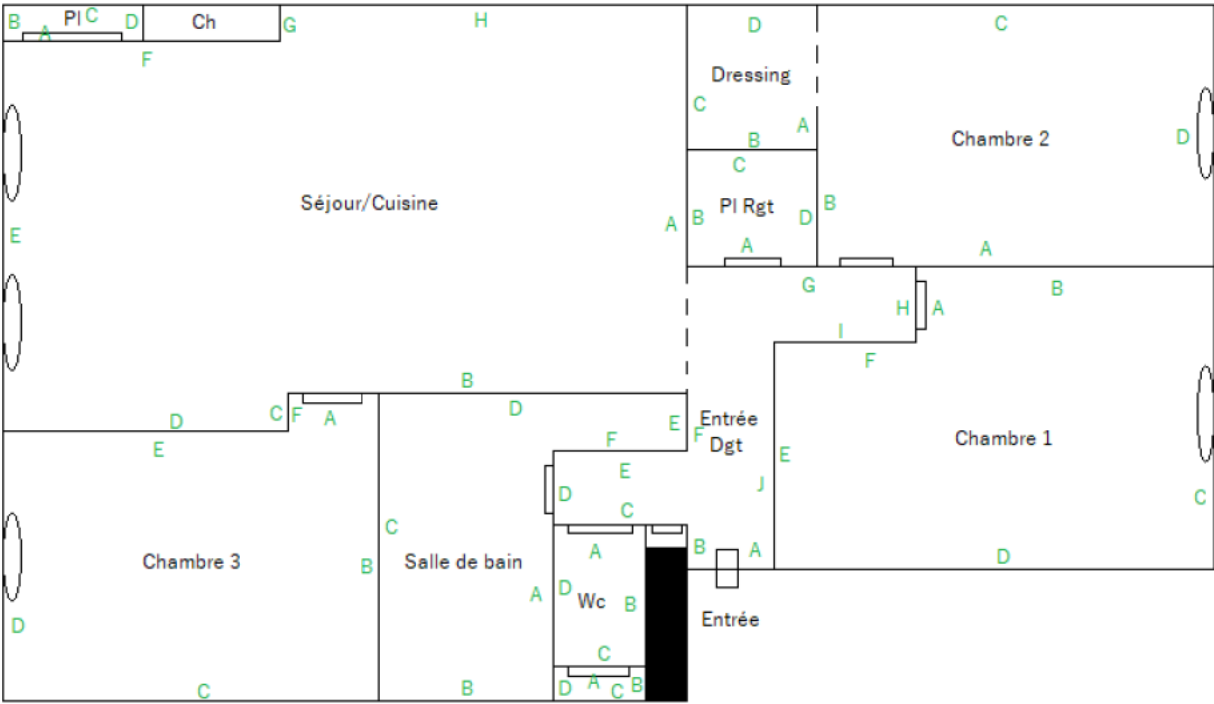 B Pl C D Ch G H D C
A
F
Dressing
C
A
B
Chambre 2 D
C
Séjour/Cuisine
Pl Rgt
B D B
A
E
A
A
G
B
H A
I
F
B
A
D C F D E
Entrée
Dgt
F
E F
Chambre 1
E
E
J
D
C
C
C
Chambre 3 B
Salle de bain
A
B A
D
A
D
Wc B
Entrée
D
C
C B D A C B